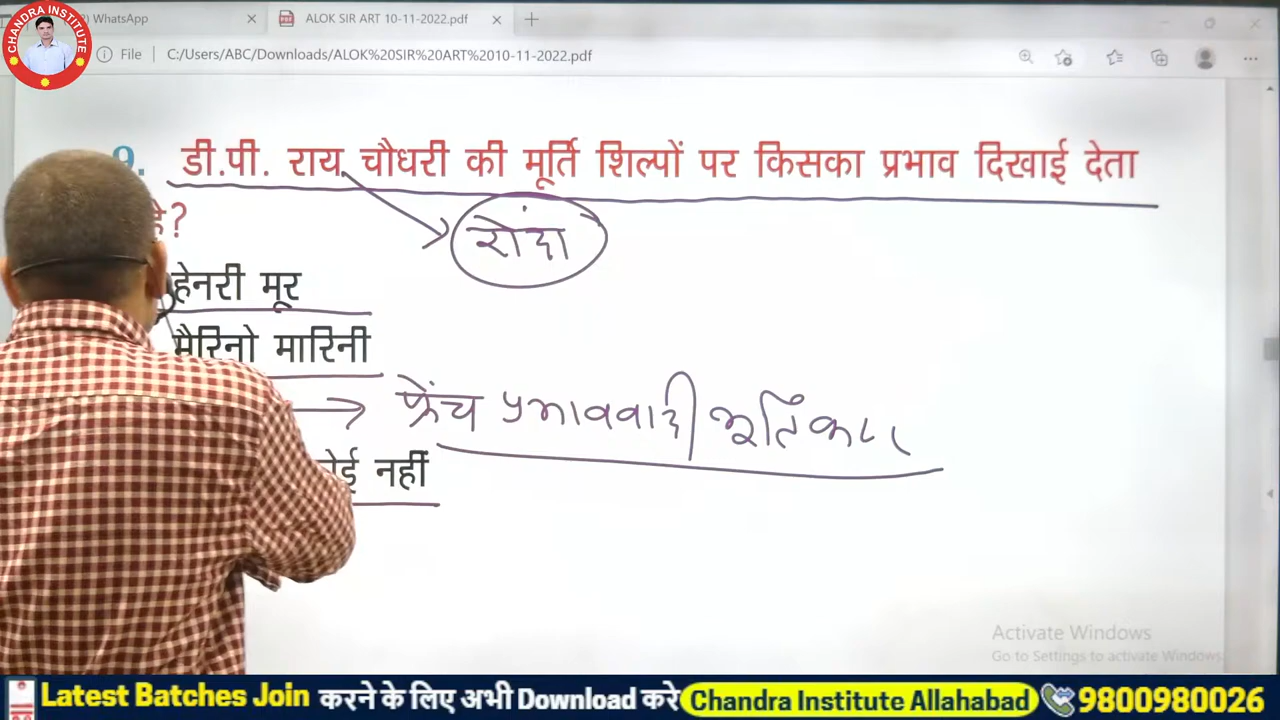 CHANDRA INSTITUTE
WhatsApp
ALOK SIR ART 10-11-2022.pdf
File C:/Users/ABC/Downloads/ALOK%20SIR%20ART%2010-11-2022.pdf
9. डी.पी. राय चौधरी की मूर्ति शिल्पों पर किसका प्रभाव दिखाई देता
है?
रोंदा
हेनरी मूर
मैरिनो मारिनी
फ्रेंच प्रभाववादी मूर्तिकार
कोई नहीं
Activate Windows
Go to Settings to activate Windows.
Latest Batches Join करने के लिए अभी Download करे Chandra Institute Allahabad 9800980026